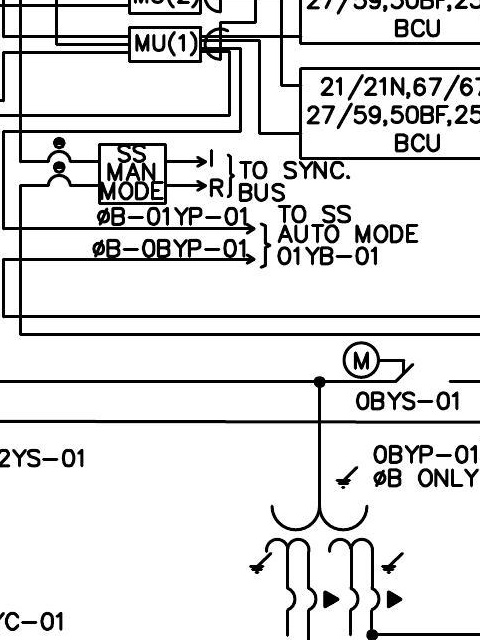 MU(2)
27/59,50BF,25
BCU
MU(1)
21/21N,67/67
27/59,50BF,25
BCU
SS
MAN
MODE
I
R
TO SYNC.
BUS
ØB-01YP-01
ØB-0BYP-01
TO SS
AUTO MODE
01YB-01
M
0BYS-01
2YS-01
0BYP-01
ØB ONLY
YC-01